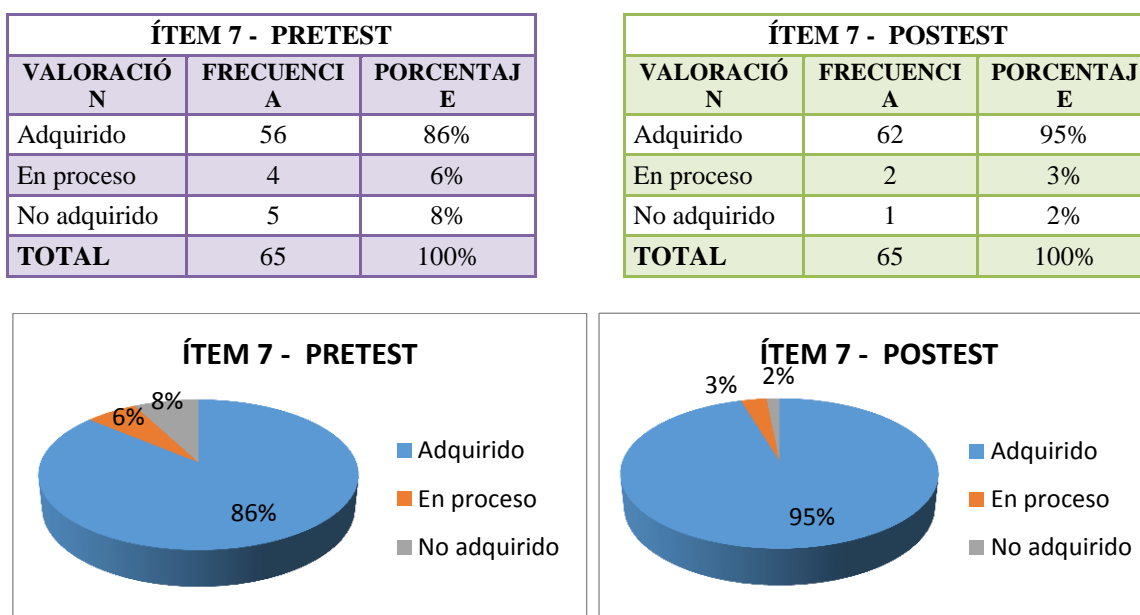 ÍTEM 7 - PRETEST
VALORACIÓ
N
FRECUENCI
A
PORCENTAJ
E
Adquirido 56 86%
En proceso 4 6%
No adquirido 5 8%
TOTAL 65 100%
ÍTEM 7 - POSTEST
VALORACIÓ
N
FRECUENCI
A
PORCENTAJ
E
Adquirido 62 95%
En proceso 2 3%
No adquirido 1 2%
TOTAL 65 100%
ÍTEM 7 - PRETEST
8%
6%
86%
Adquirido
En proceso
No adquirido
ÍTEM 7 - POSTEST
3%
2%
95%
Adquirido
En proceso
No adquirido